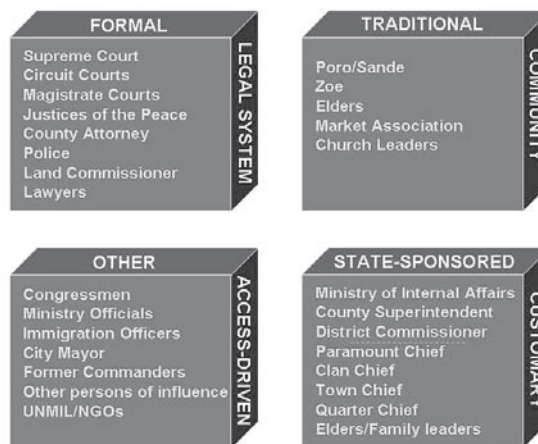 FORMAL
LEGAL SYSTEM
Supreme Court
Circuit Courts
Magistrate Courts
Justices of the Peace
County Attorney
Police
Land Commissioner
Lawyers
TRADITIONAL
COMMUNITY
Poro/Sande
Zoe
Elders
Market Association
Church Leaders
OTHER
ACCESS-DRIVEN
Congressmen
Ministry Officials
Immigration Officers
City Mayor
Former Commanders
Other persons of influence
UNMIL/NGOs
STATE-SPONSORED
CUSTOMARY
Ministry of Internal Affairs
County Superintendent
District Commissioner
Paramount Chief
Clan Chief
Town Chief
Quarter Chief
Elders/Family leaders